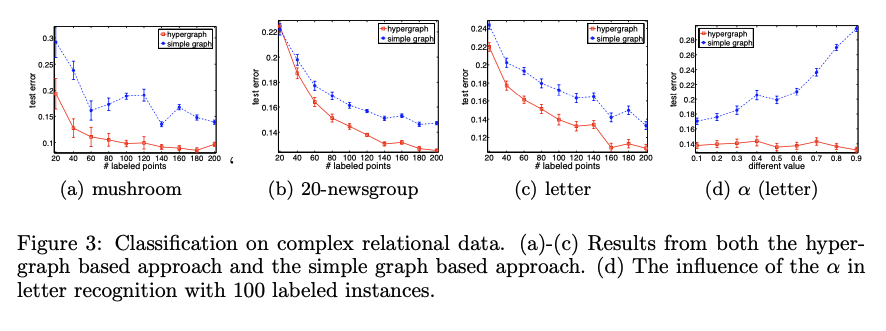 hypergraph
simple graph
0.3
0.25
0.2
0.15
0.1
test error
20 40 60 80 100 120 140 160 180 200
# labeled points
(a) mushroom
hypergraph
simple graph
0.22
0.2
0.18
0.16
0.14
test error
20 40 60 80 100 120 140 160 180 200
# labeled points
(b) 20-newsgroup
hypergraph
simple graph
0.24
0.22
0.2
0.18
0.16
0.14
0.12
test error
20 40 60 80 100 120 140 160 180 200
# labeled points
(c) letter
hypergraph
simple graph
0.28
0.26
0.24
0.22
0.2
0.18
0.16
0.14
test error
0.1 0.2 0.3 0.4 0.5 0.6 0.7 0.8 0.9
different value
(d) α (letter)
Figure 3: Classification on complex relational data. (a)-(c) Results from both the hyper-
graph based approach and the simple graph based approach. (d) The influence of the α in
letter recognition with 100 labeled instances.